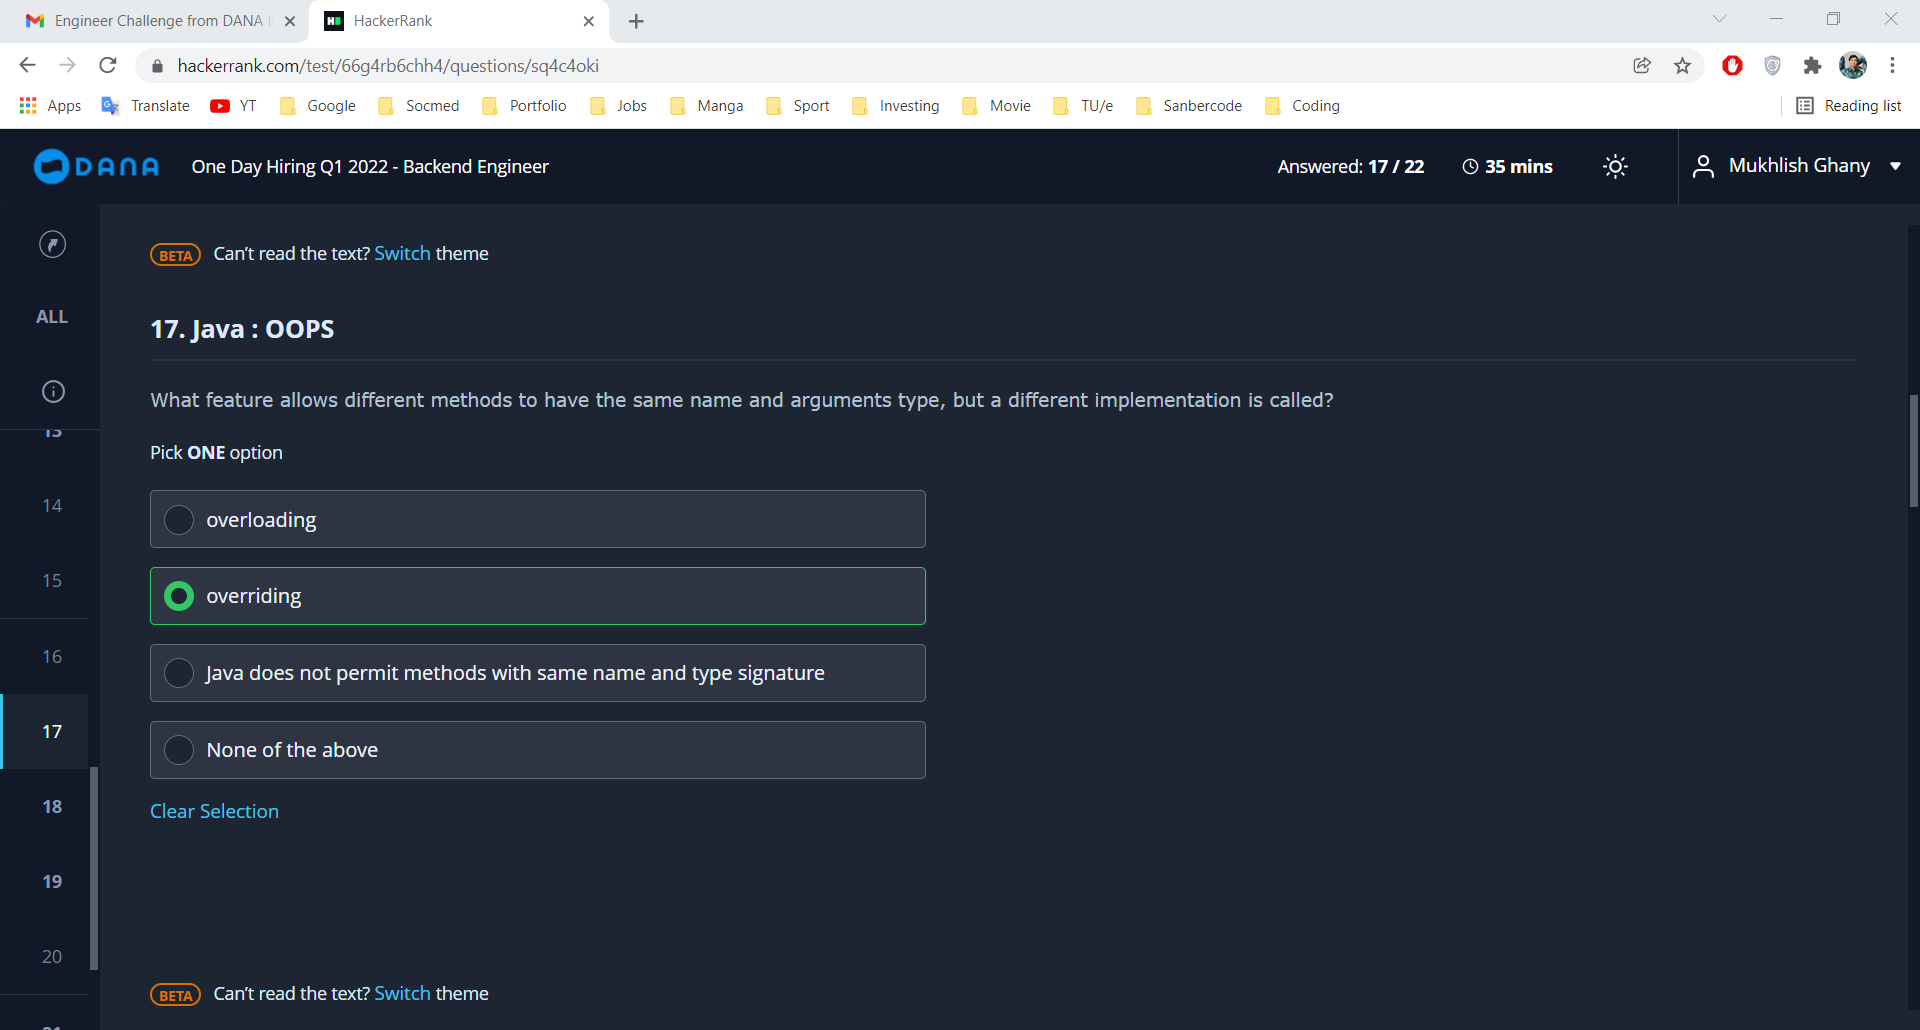 Engineer Challenge from DANA
HackerRank
hackerrank.com/test/66g4rb6chh4/questions/sq4c4oki
Apps Translate YT Google Socmed Portfolio Jobs Manga Sport Investing Movie TU/e Sanbercode Coding Reading list
DANA One Day Hiring Q1 2022 - Backend Engineer Answered: 17 / 22 35 mins Mukhlish Ghany
BETA Can't read the text? Switch theme
ALL
17. Java : OOPS
What feature allows different methods to have the same name and arguments type, but a different implementation is called?
13
Pick ONE option
14
overloading
15
overriding
16
Java does not permit methods with same name and type signature
17
None of the above
18
Clear Selection
19
20
BETA Can't read the text? Switch theme